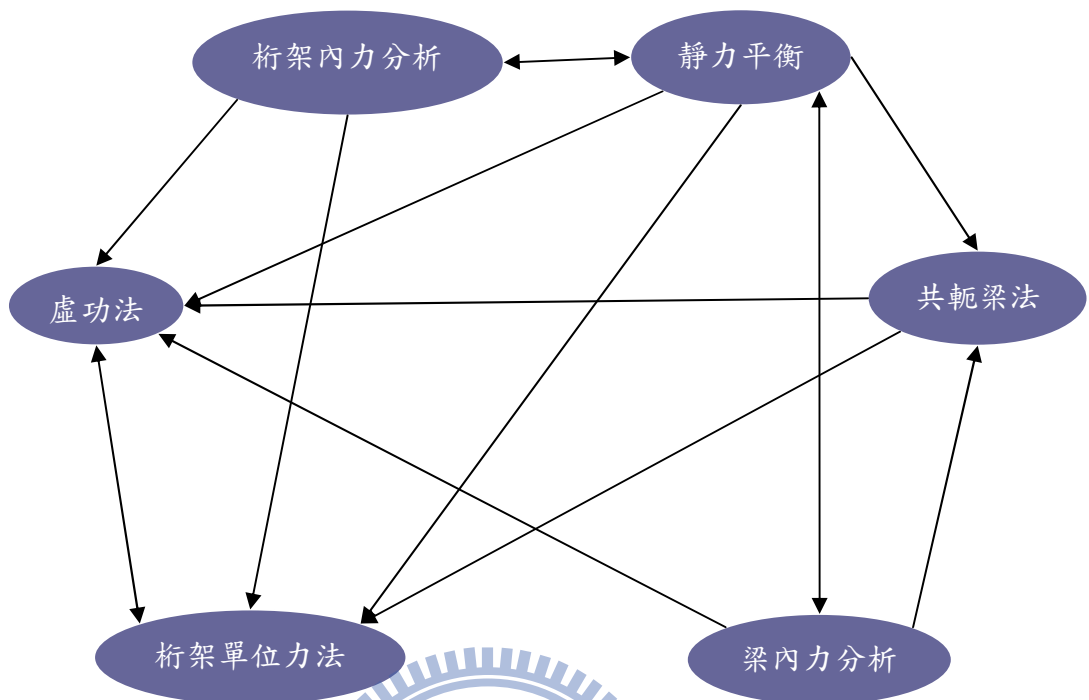 桁架內力分析
靜力平衡
虛功法
共軛梁法
桁架單位力法
梁內力分析